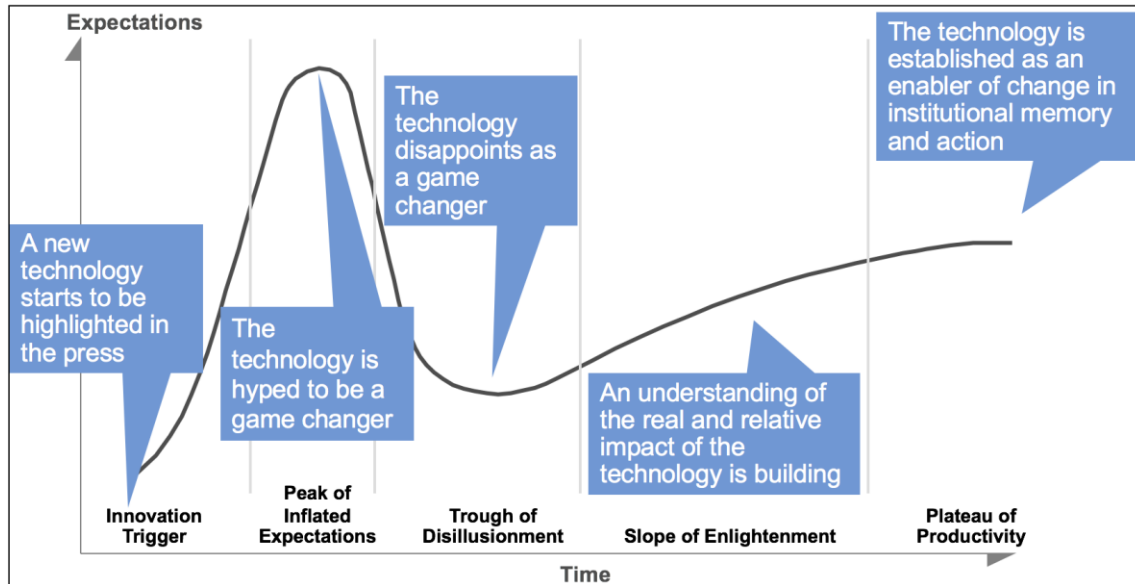 Expectations
A new
technology
starts to be
highlighted in
the press
The
technology is
hyped to be a
game changer
The
technology
disappoints as
a game
changer
An understanding of
the real and relative
impact of the
technology is building
The technology is
established as an
enabler of change in
institutional memory
and action
Innovation
Trigger
Peak of
Inflated
Expectations
Trough of
Disillusionment
Slope of Enlightenment
Plateau of
Productivity
Time